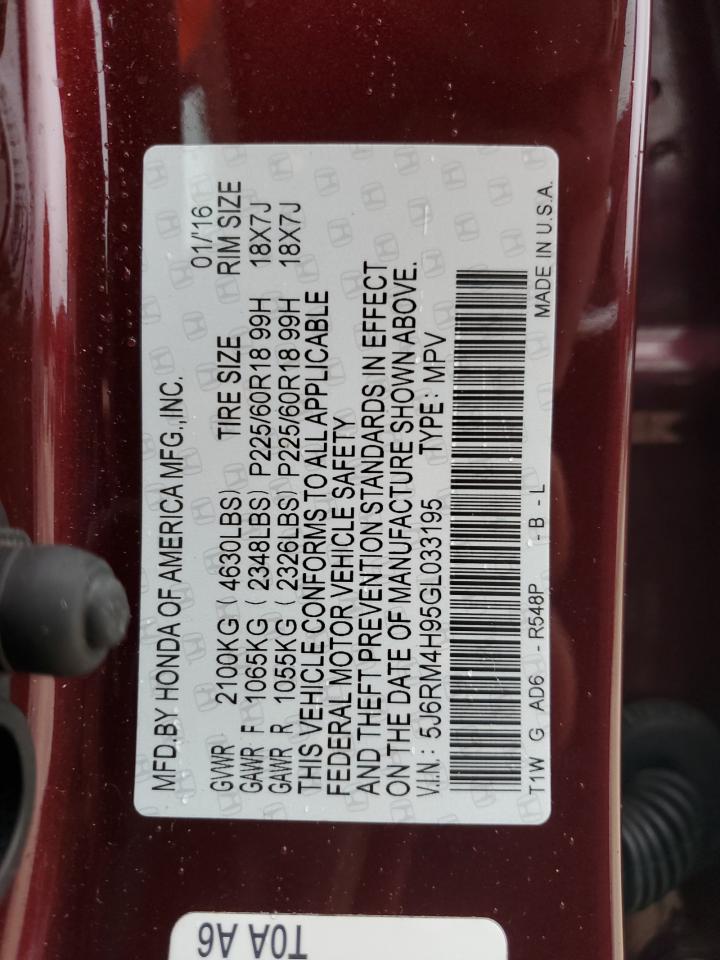 MFD.BY HONDA OF AMERICA MFG.,INC. 01/16
GVWR 2100KG ( 4630LBS) TIRE SIZE RIM SIZE
GAWR F 1065KG ( 2348LBS) P225/60R18 99H 18X7J
GAWR R 1055KG ( 2326LBS) P225/60R18 99H 18X7J
THIS VEHICLE CONFORMS TO ALL APPLICABLE
FEDERAL MOTOR VEHICLE SAFETY
AND THEFT PREVENTION STANDARDS IN EFFECT
ON THE DATE OF MANUFACTURE SHOWN ABOVE.
V.I.N.: 5J6RM4H95GL033195 TYPE: MPV
T1W G AD6 -R548P -B-L MADE IN U.S.A.
T0A A6